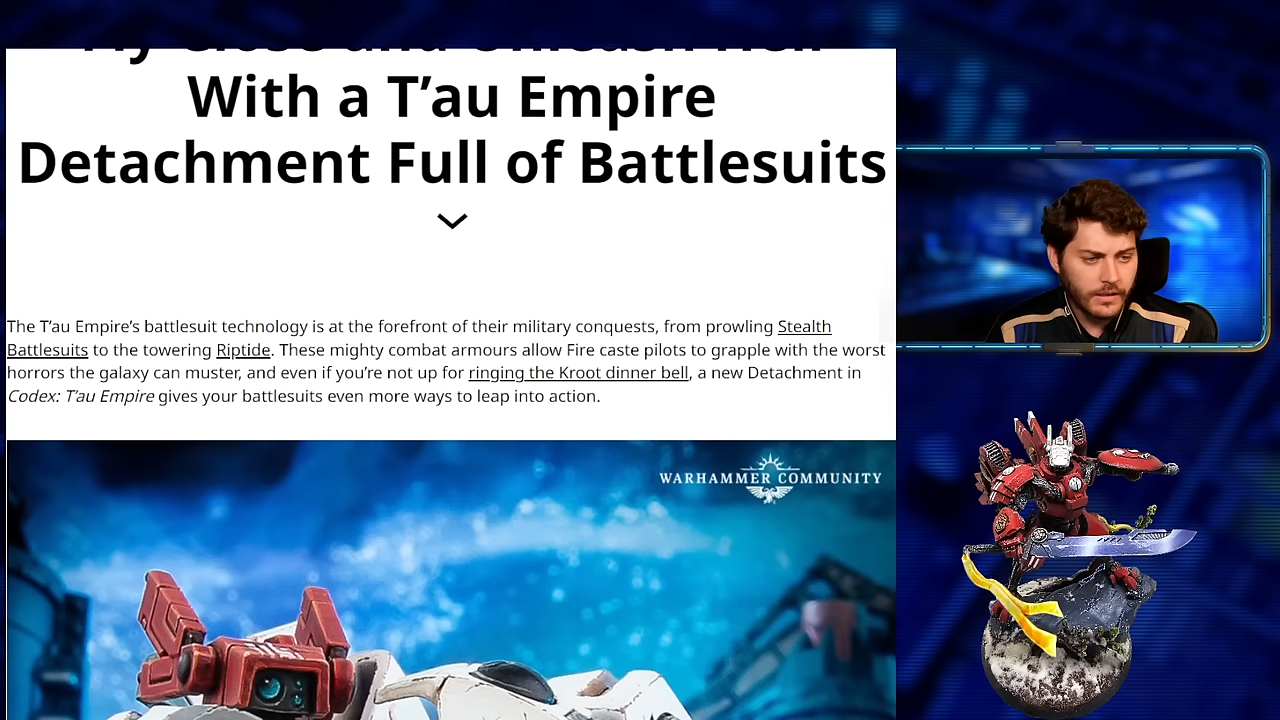 With a T’au Empire
Detachment Full of Battlesuits
The T’au Empire’s battlesuit technology is at the forefront of their military conquests, from prowling Stealth
Battlesuits to the towering Riptide. These mighty combat armours allow Fire caste pilots to grapple with the worst
horrors the galaxy can muster, and even if you’re not up for ringing the Kroot dinner bell, a new Detachment in
Codex: T’au Empire gives your battlesuits even more ways to leap into action.
WARHAMMER COMMUNITY